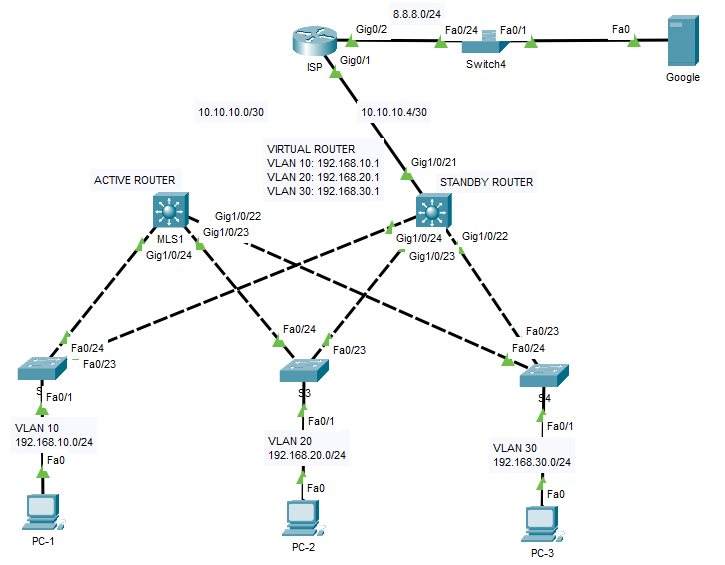 8.8.8.0/24
Gig0/2
Fa0/24
Fa0/1
Fa0
ISP
Switch4
Google
Gig0/1
10.10.10.0/30
10.10.10.4/30
VIRTUAL ROUTER
VLAN 10: 192.168.10.1
VLAN 20: 192.168.20.1
VLAN 30: 192.168.30.1
Gig1/0/21
ACTIVE ROUTER
STANDBY ROUTER
Gig1/0/22
Gig1/0/23
MLS1
Gig1/0/24
Gig1/0/24
Gig1/0/22
Gig1/0/23
Fa0/24
Fa0/23
Fa0/24
Fa0/23
Fa0/23
Fa0/24
S
S3
S4
Fa0/1
Fa0/1
Fa0/1
VLAN 10
192.168.10.0/24
VLAN 20
192.168.20.0/24
VLAN 30
192.168.30.0/24
Fa0
Fa0
Fa0
PC-1
PC-2
PC-3